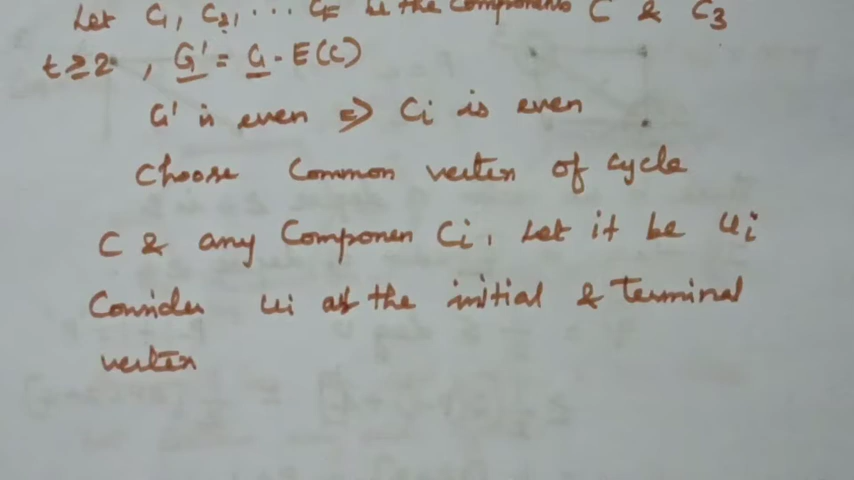 Let C1, C2, ... Ct be the components C & C3
t ≥ 2, G' = G - E(C)
G' is even ⇒ Ci is even
Choose Common vertex of cycle
C & any Componen Ci. Let it be ui
Consider ui as the initial & Terminal
vertex